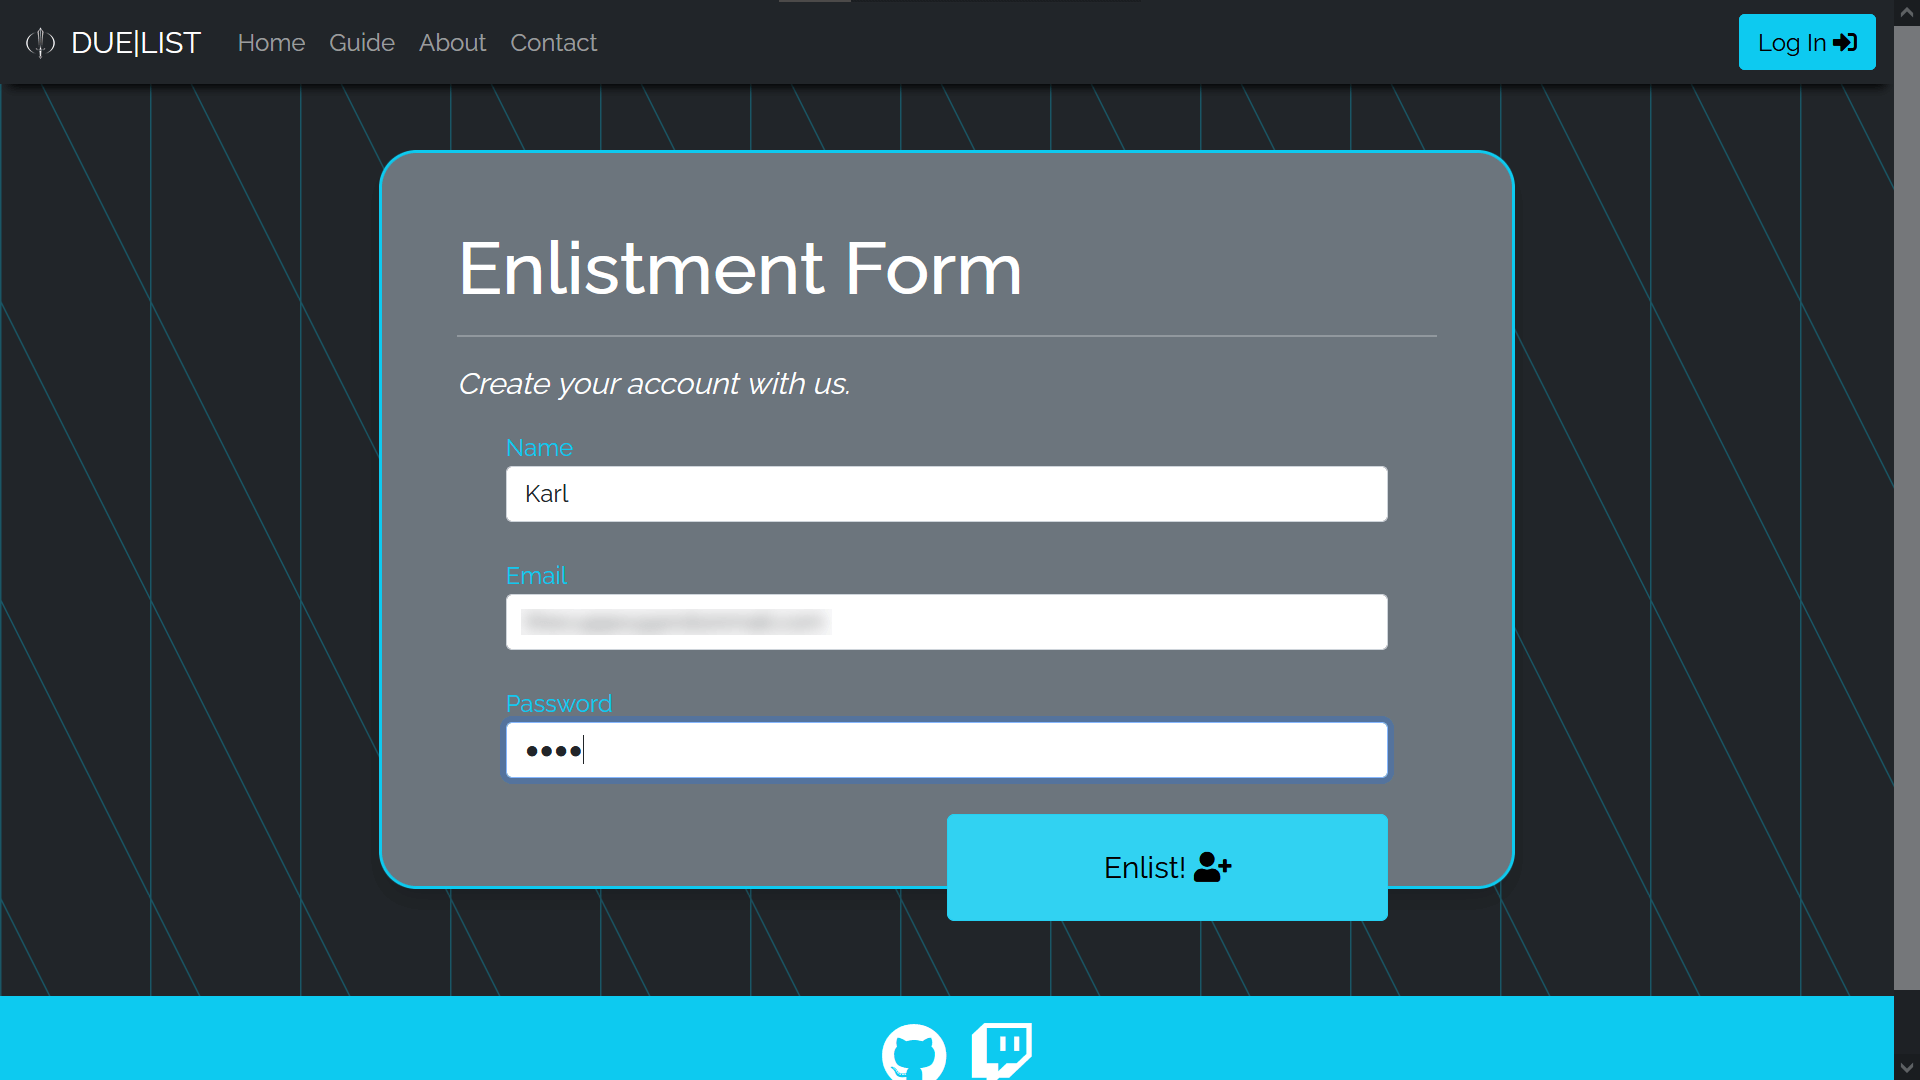 DUE|LIST Home Guide About Contact Log In
Enlistment Form
Create your account with us.
Name
Karl
Email
Password
••••
Enlist!